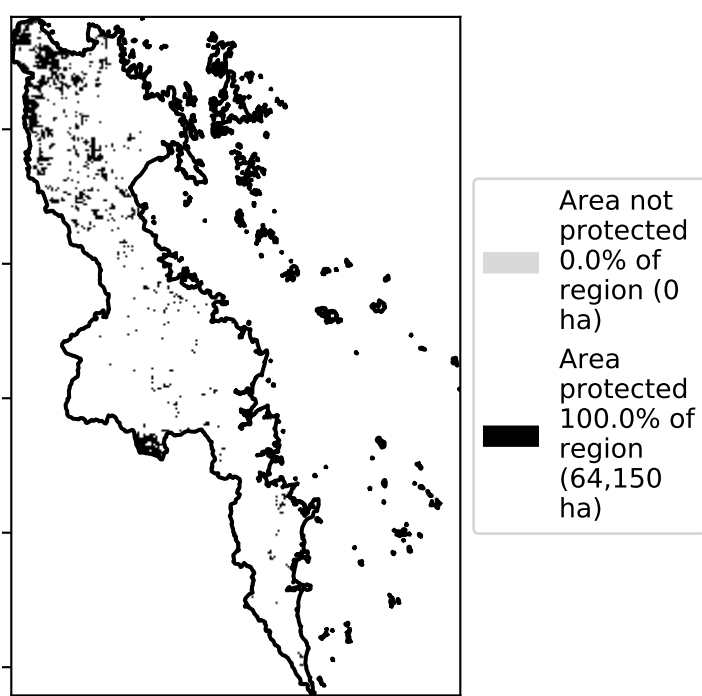 Area not
protected
0.0% of
region (0
ha)
Area
protected
100.0% of
region
(64,150
ha)